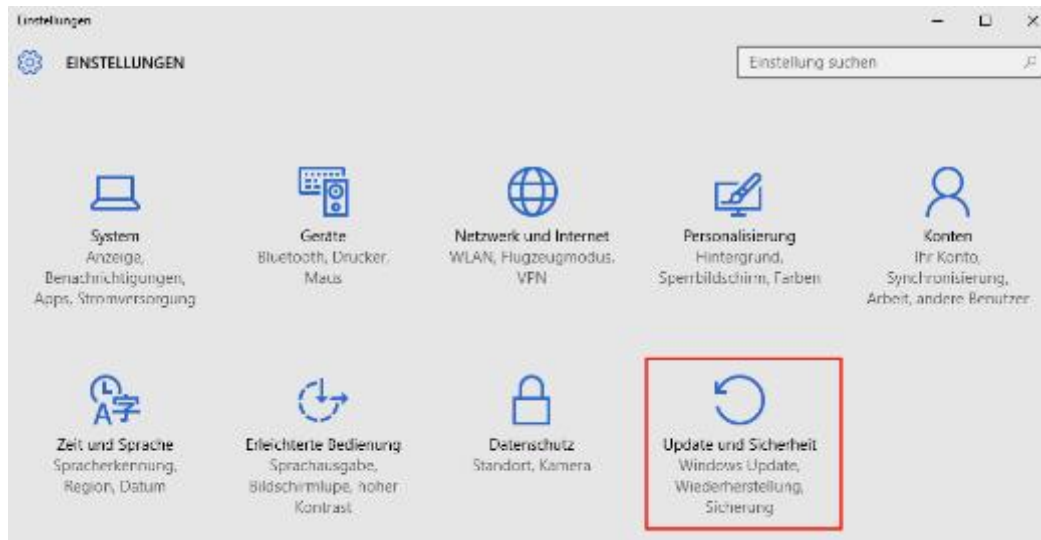 Einstellungen
EINSTELLUNGEN
Einstellung suchen
System
Anzeige,
Benachrichtigungen,
Apps, Stromversorgung
Geräte
Bluetooth, Drucker,
Maus
Netzwerk und Internet
WLAN, Flugzeugmodus,
VPN
Personalisierung
Hintergrund,
Sperrbildschirm, Farben
Konten
Ihr Konto,
Synchronisierung,
Arbeit, andere Benutzer
Zeit und Sprache
Spracherkennung,
Region, Datum
Erleichterte Bedienung
Sprachausgabe,
Bildschirmlupe, hoher
Kontrast
Datenschutz
Standort, Kamera
Update und Sicherheit
Windows Update,
Wiederherstellung,
Sicherung